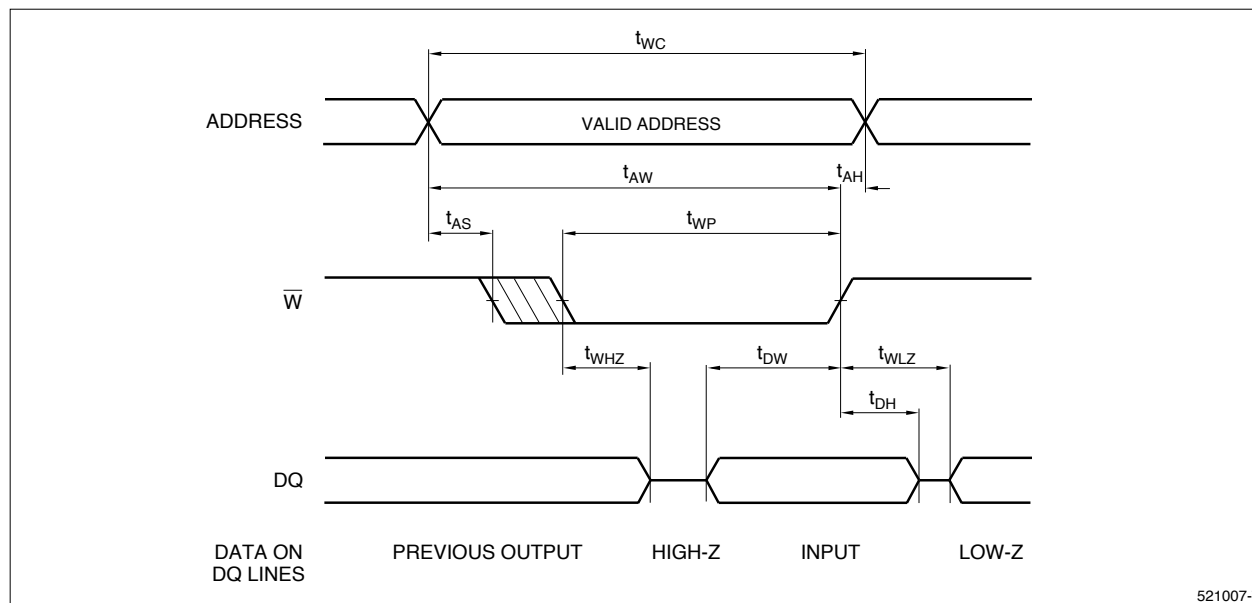 tWC
ADDRESS
VALID ADDRESS
tAW
tAH
tAS
tWP
W̅
tWHZ
tDW
tWLZ
tDH
DQ
DATA ON
DQ LINES
PREVIOUS OUTPUT
HIGH-Z
INPUT
LOW-Z
521007-